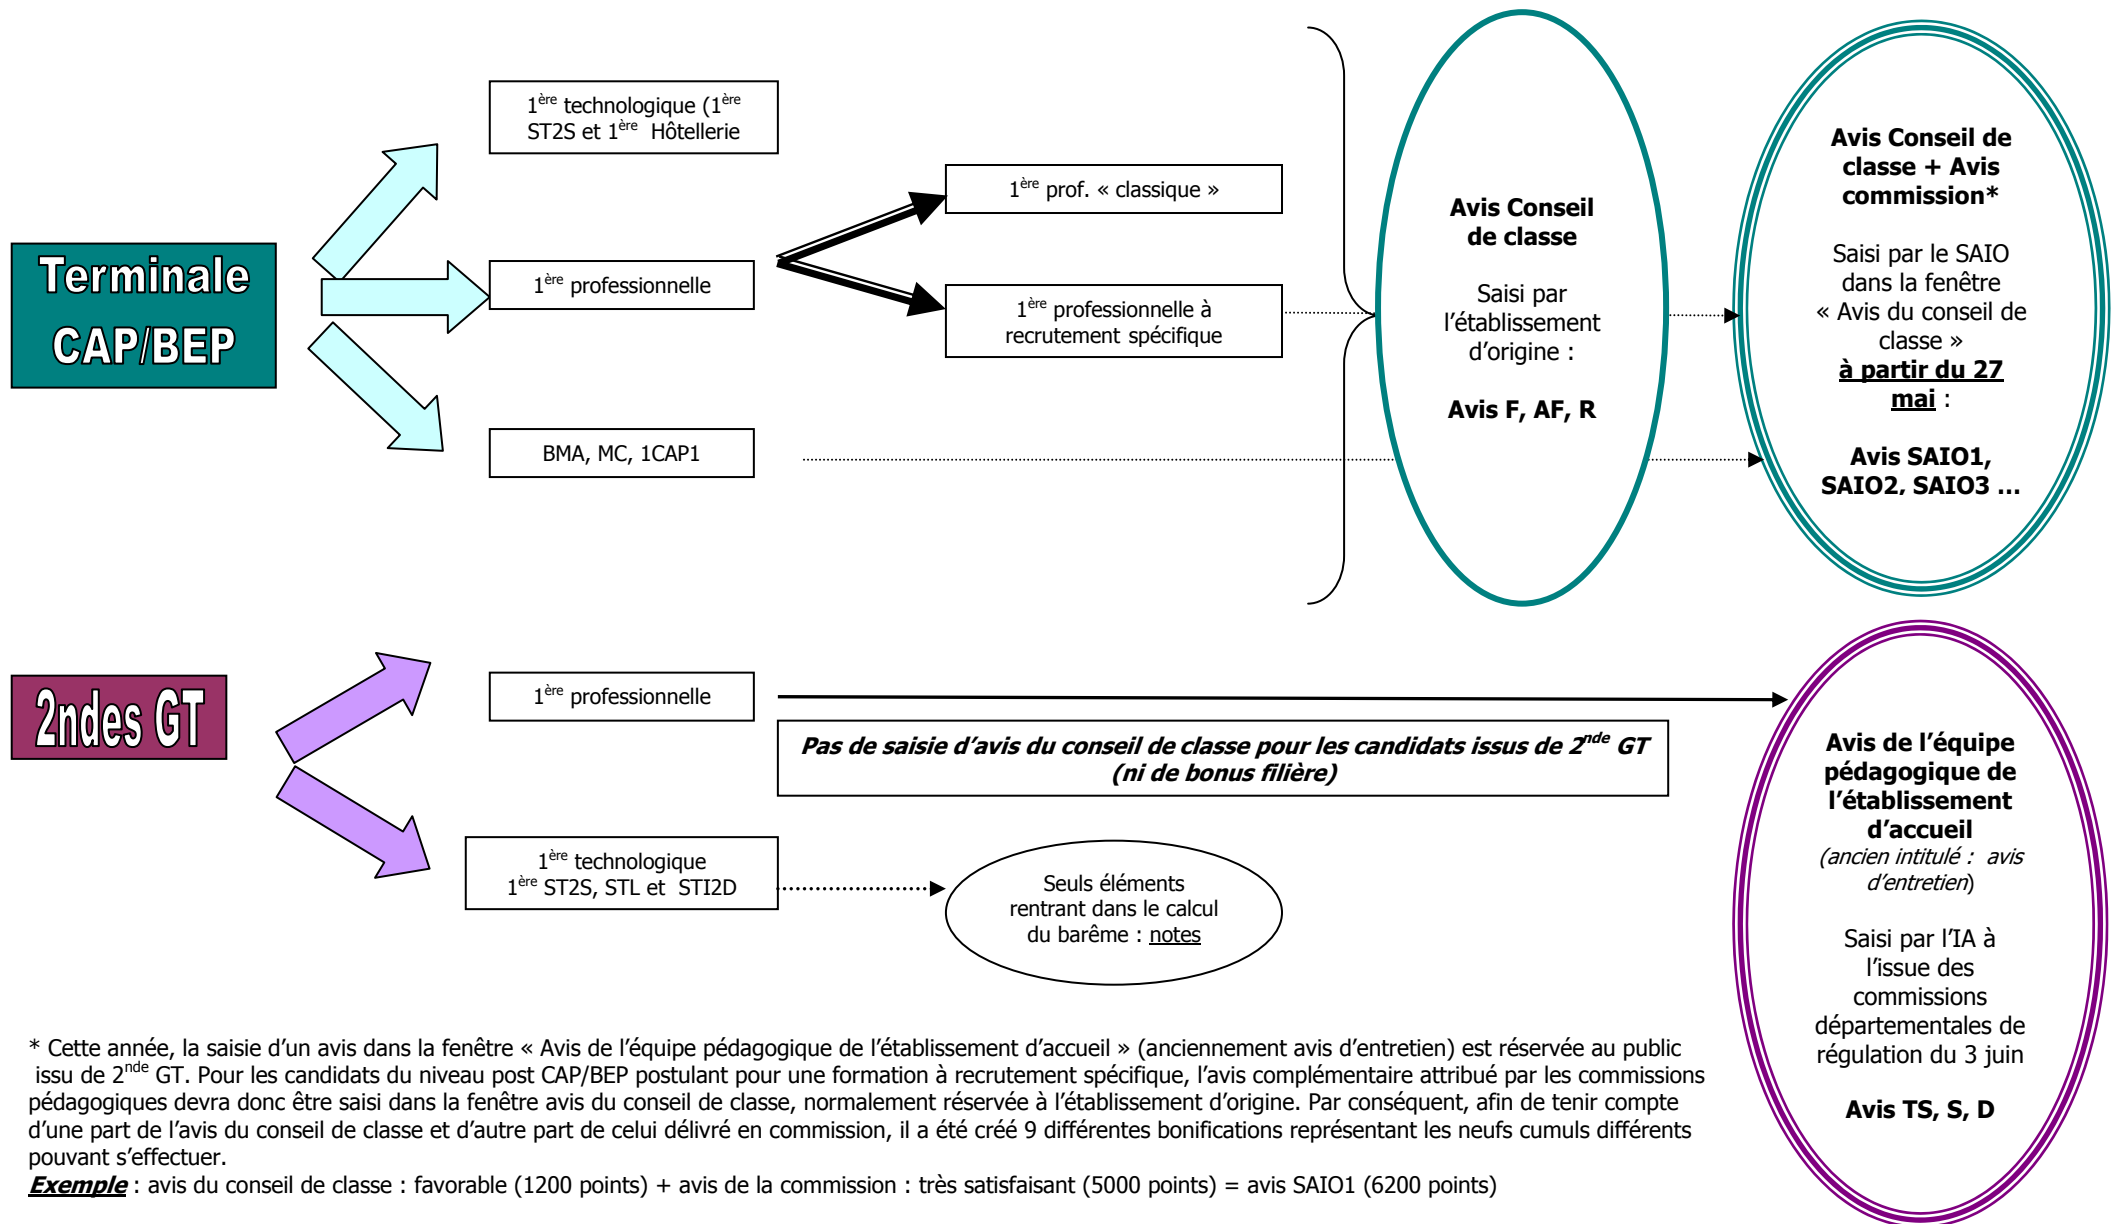 Terminale
CAP/BEP
1ère technologique (1ère
ST2S et 1ère Hôtellerie
1ère professionnelle
BMA, MC, 1CAP1
1ère prof. « classique »
1ère professionnelle à
recrutement spécifique
Avis Conseil
de classe
Saisi par
l’établissement
d’origine :
Avis F, AF, R
Avis Conseil de
classe + Avis
commission*
Saisi par le SAIO
dans la fenêtre
« Avis du conseil de
classe »
à partir du 27
mai :
Avis SAIO1,
SAIO2, SAIO3 ...
2ndes GT
1ère professionnelle
Pas de saisie d’avis du conseil de classe pour les candidats issus de 2nde GT
(ni de bonus filière)
1ère technologique
1ère ST2S, STL et STI2D
Seuls éléments
rentrant dans le calcul
du barême : notes
Avis de l’équipe
pédagogique de
l’établissement
d’accueil
(ancien intitulé : avis
d’entretien)
Saisi par l’IA à
l’issue des
commissions
départementales de
régulation du 3 juin
Avis TS, S, D
* Cette année, la saisie d’un avis dans la fenêtre « Avis de l’équipe pédagogique de l’établissement d’accueil » (anciennement avis d’entretien) est réservée au public
issu de 2nde GT. Pour les candidats du niveau post CAP/BEP postulant pour une formation à recrutement spécifique, l’avis complémentaire attribué par les commissions
pédagogiques devra donc être saisi dans la fenêtre avis du conseil de classe, normalement réservée à l’établissement d’origine. Par conséquent, afin de tenir compte
d’une part de l’avis du conseil de classe et d’autre part de celui délivré en commission, il a été créé 9 différentes bonifications représentant les neufs cumuls différents
pouvant s’effectuer.
Exemple : avis du conseil de classe : favorable (1200 points) + avis de la commission : très satisfaisant (5000 points) = avis SAIO1 (6200 points)